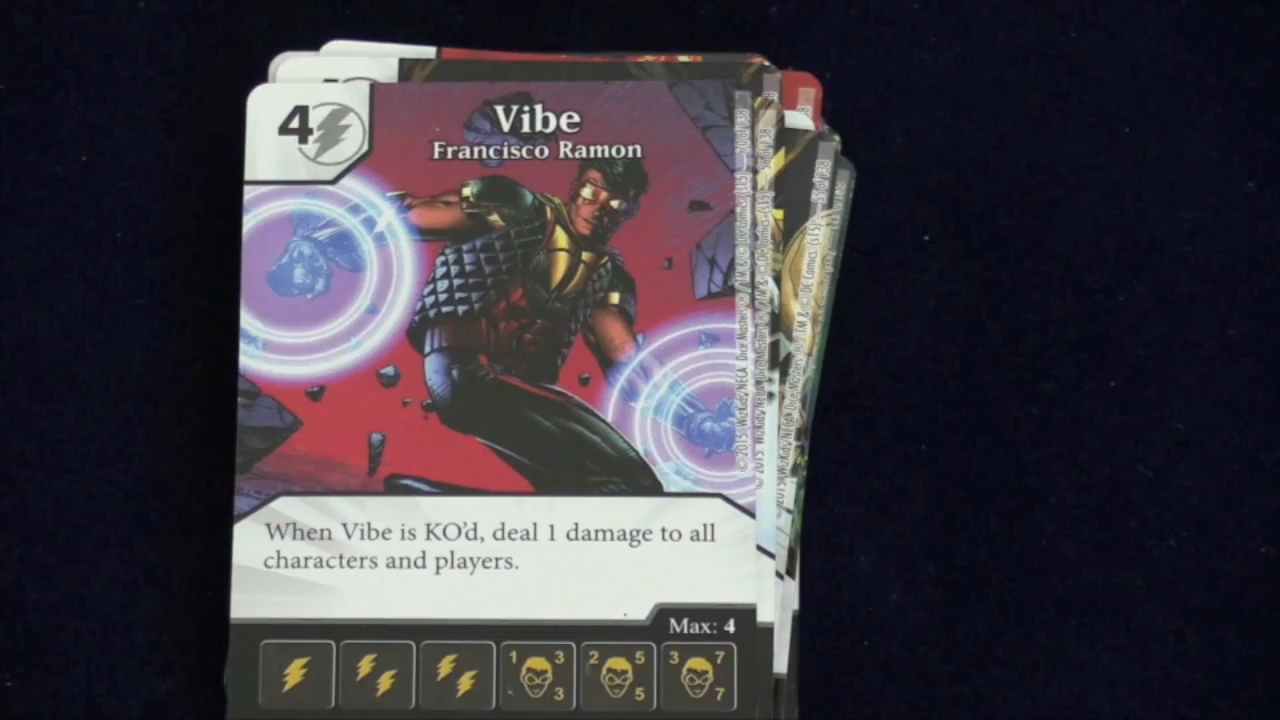 4
Vibe
Francisco Ramon
When Vibe is KO'd, deal 1 damage to all
characters and players.
Max: 4
1 3 3
2 5 5
3 7 7